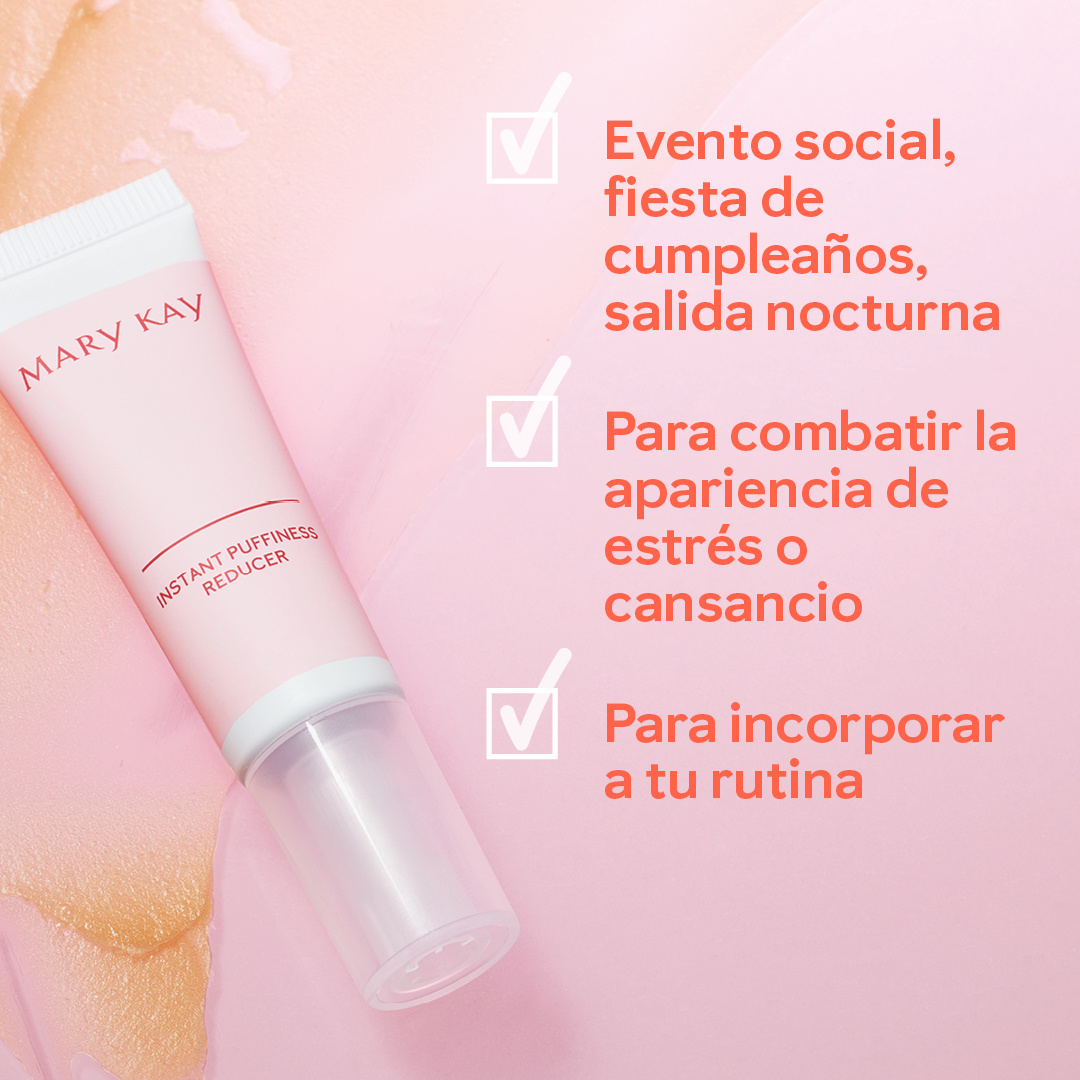 MARY KAY
INSTANT PUFFINESS
REDUCER
Evento social,
fiesta de
cumpleaños,
salida nocturna
Para combatir la
apariencia de
estrés o
cansancio
Para incorporar
a tu rutina